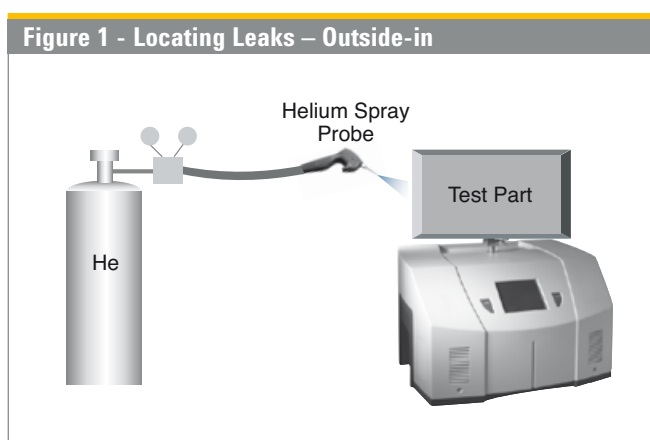 Figure 1 - Locating Leaks – Outside-in
Helium Spray
Probe
Test Part
He